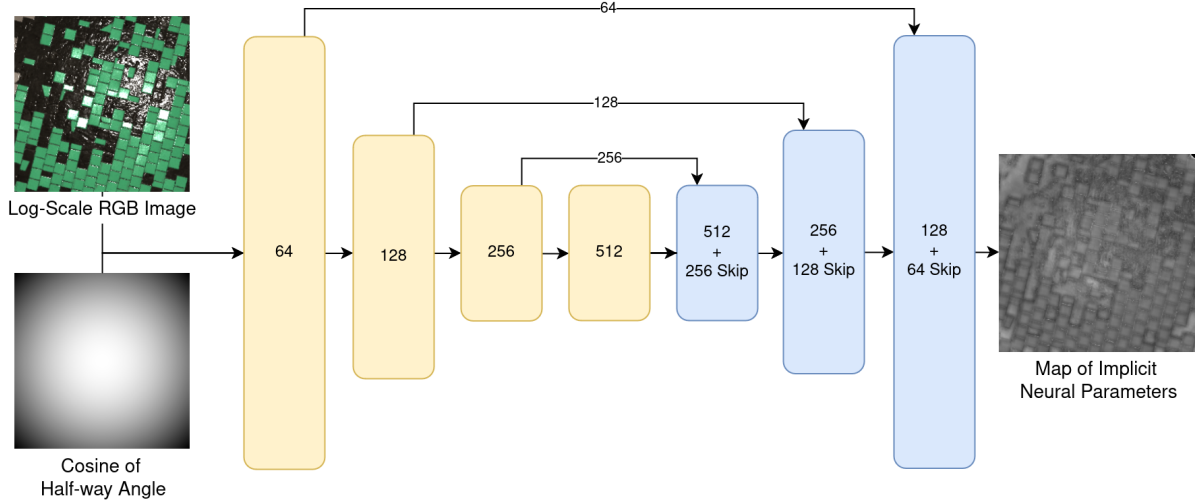 64
128
256
Log-Scale RGB Image
64
128
256
512
512
+
256 Skip
256
+
128 Skip
128
+
64 Skip
Map of Implicit
Neural Parameters
Cosine of
Half-way Angle